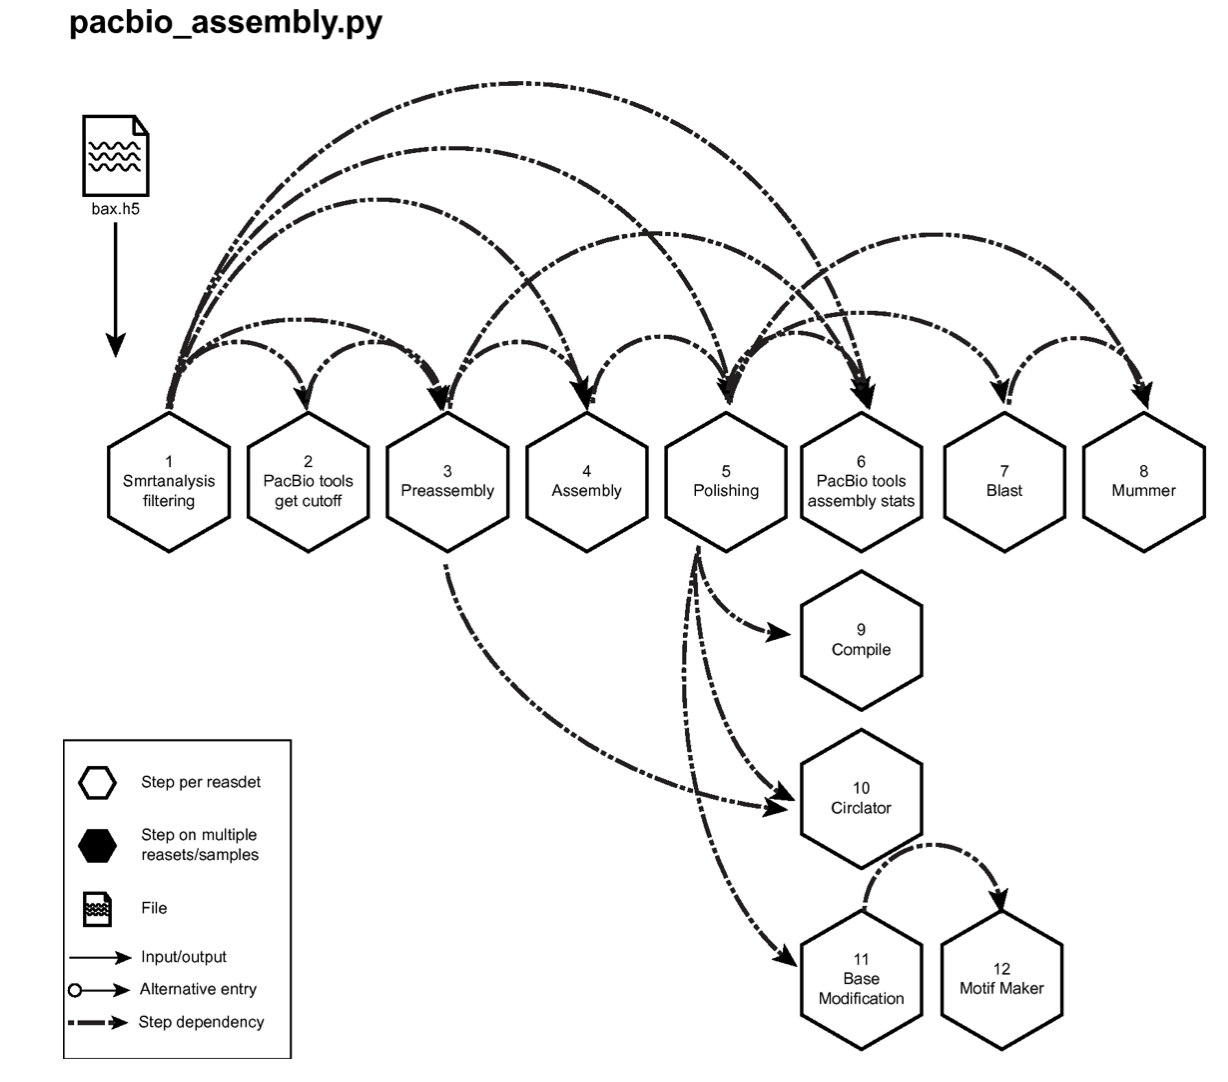 pacbio_assembly.py
bax.h5
1
Smrtanalysis
filtering
2
PacBio tools
get cutoff
3
Preassembly
4
Assembly
5
Polishing
6
PacBio tools
assembly stats
7
Blast
8
Mummer
9
Compile
10
Circlator
11
Base
Modification
12
Motif Maker
Step per reasdet
Step on multiple
reasets/samples
File
Input/output
Alternative entry
Step dependency